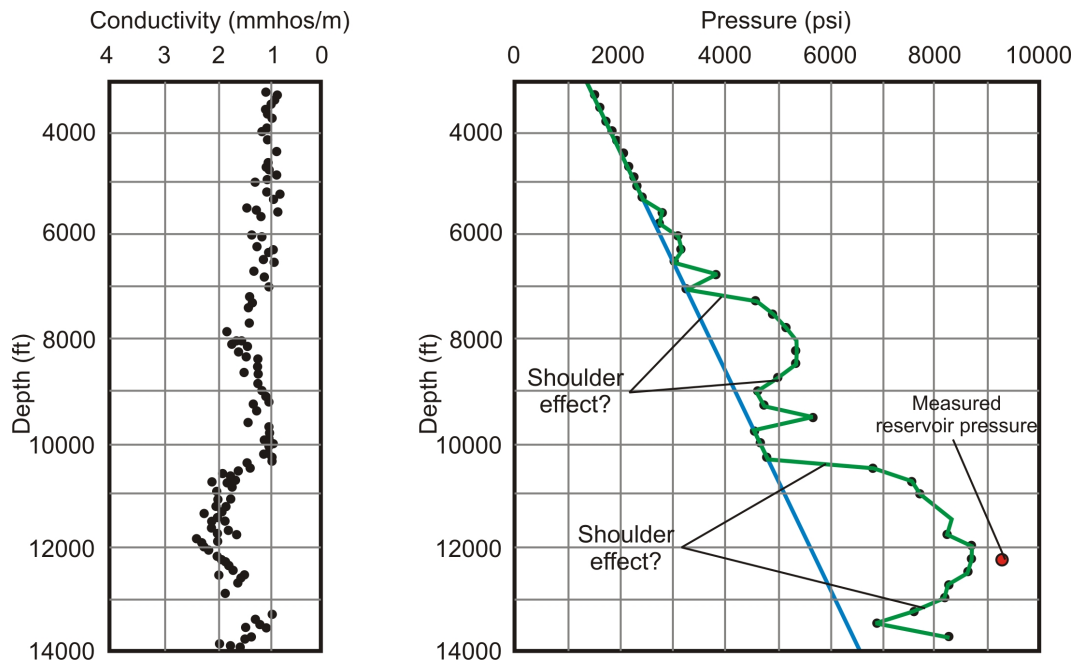 Conductivity (mmhos/m)
4 3 2 1 0
4000
6000
8000
10000
12000
14000
Depth (ft)
Pressure (psi)
0 2000 4000 6000 8000 10000
4000
6000
8000
10000
12000
14000
Depth (ft)
Shoulder
effect?
Measured
reservoir pressure
Shoulder
effect?